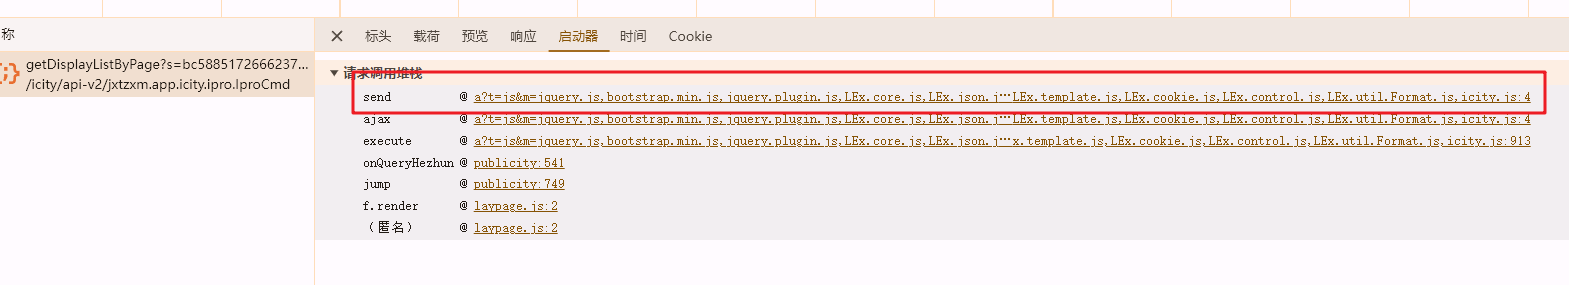 称
标头 载荷 预览 响应 启动器 时间 Cookie
getDisplayListByPage?s=bc5885172666237...
/icity/api-v2/jxtzxm.app.icity.ipro.IproCmd
请求调用堆栈
send @ a?t=js&m=jquery.js,bootstrap.min.js,jquery.plugin.js,LEx.core.js,LEx.json.j…LEx.template.js,LEx.cookie.js,LEx.control.js,LEx.util.Format.js,icity.js:4
ajax @ a?t=js&m=jquery.js,bootstrap.min.js,jquery.plugin.js,LEx.core.js,LEx.json.j…LEx.template.js,LEx.cookie.js,LEx.control.js,LEx.util.Format.js,icity.js:4
execute @ a?t=js&m=jquery.js,bootstrap.min.js,jquery.plugin.js,LEx.core.js,LEx.json.j…x.template.js,LEx.cookie.js,LEx.control.js,LEx.util.Format.js,icity.js:913
onQueryHezhun @ publicity:541
jump @ publicity:749
f.render @ laypage.js:2
（匿名） @ laypage.js:2